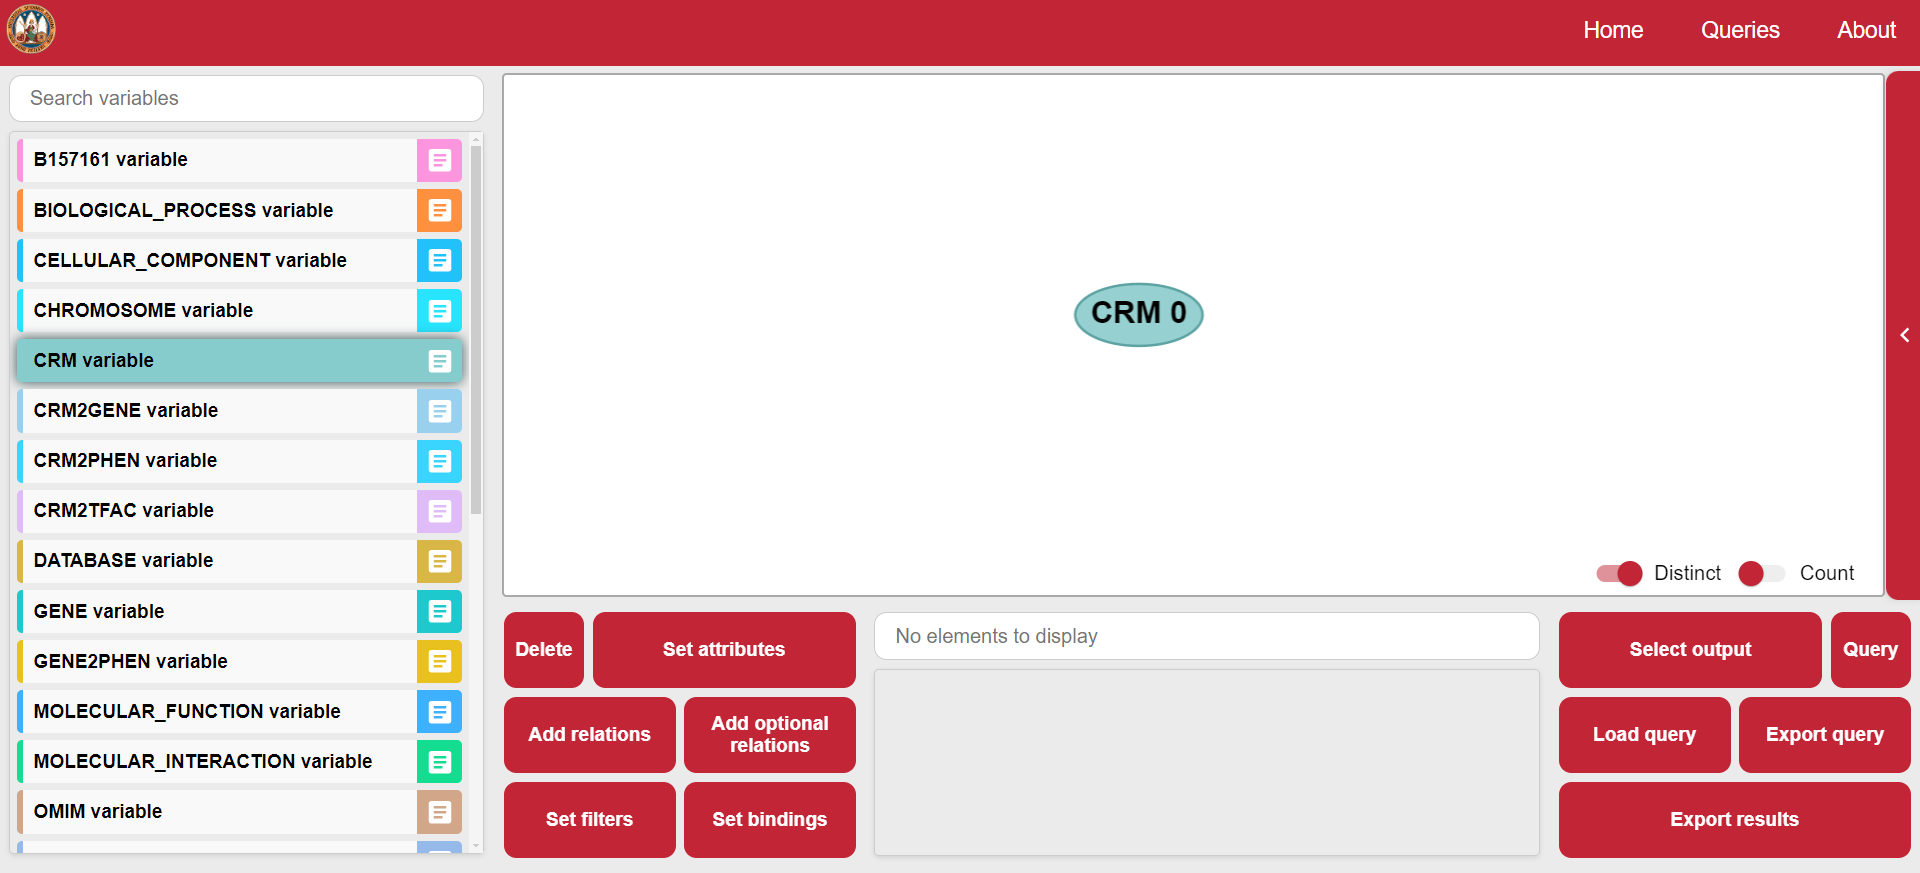 Home
Queries
About
Search variables
B157161 variable
BIOLOGICAL_PROCESS variable
CELLULAR_COMPONENT variable
CHROMOSOME variable
CRM variable
CRM2GENE variable
CRM2PHEN variable
CRM2TFAC variable
DATABASE variable
GENE variable
GENE2PHEN variable
MOLECULAR_FUNCTION variable
MOLECULAR_INTERACTION variable
OMIM variable
CRM 0
Distinct
Count
Delete
Set attributes
Add relations
Add optional
relations
Set filters
Set bindings
No elements to display
Select output
Query
Load query
Export query
Export results